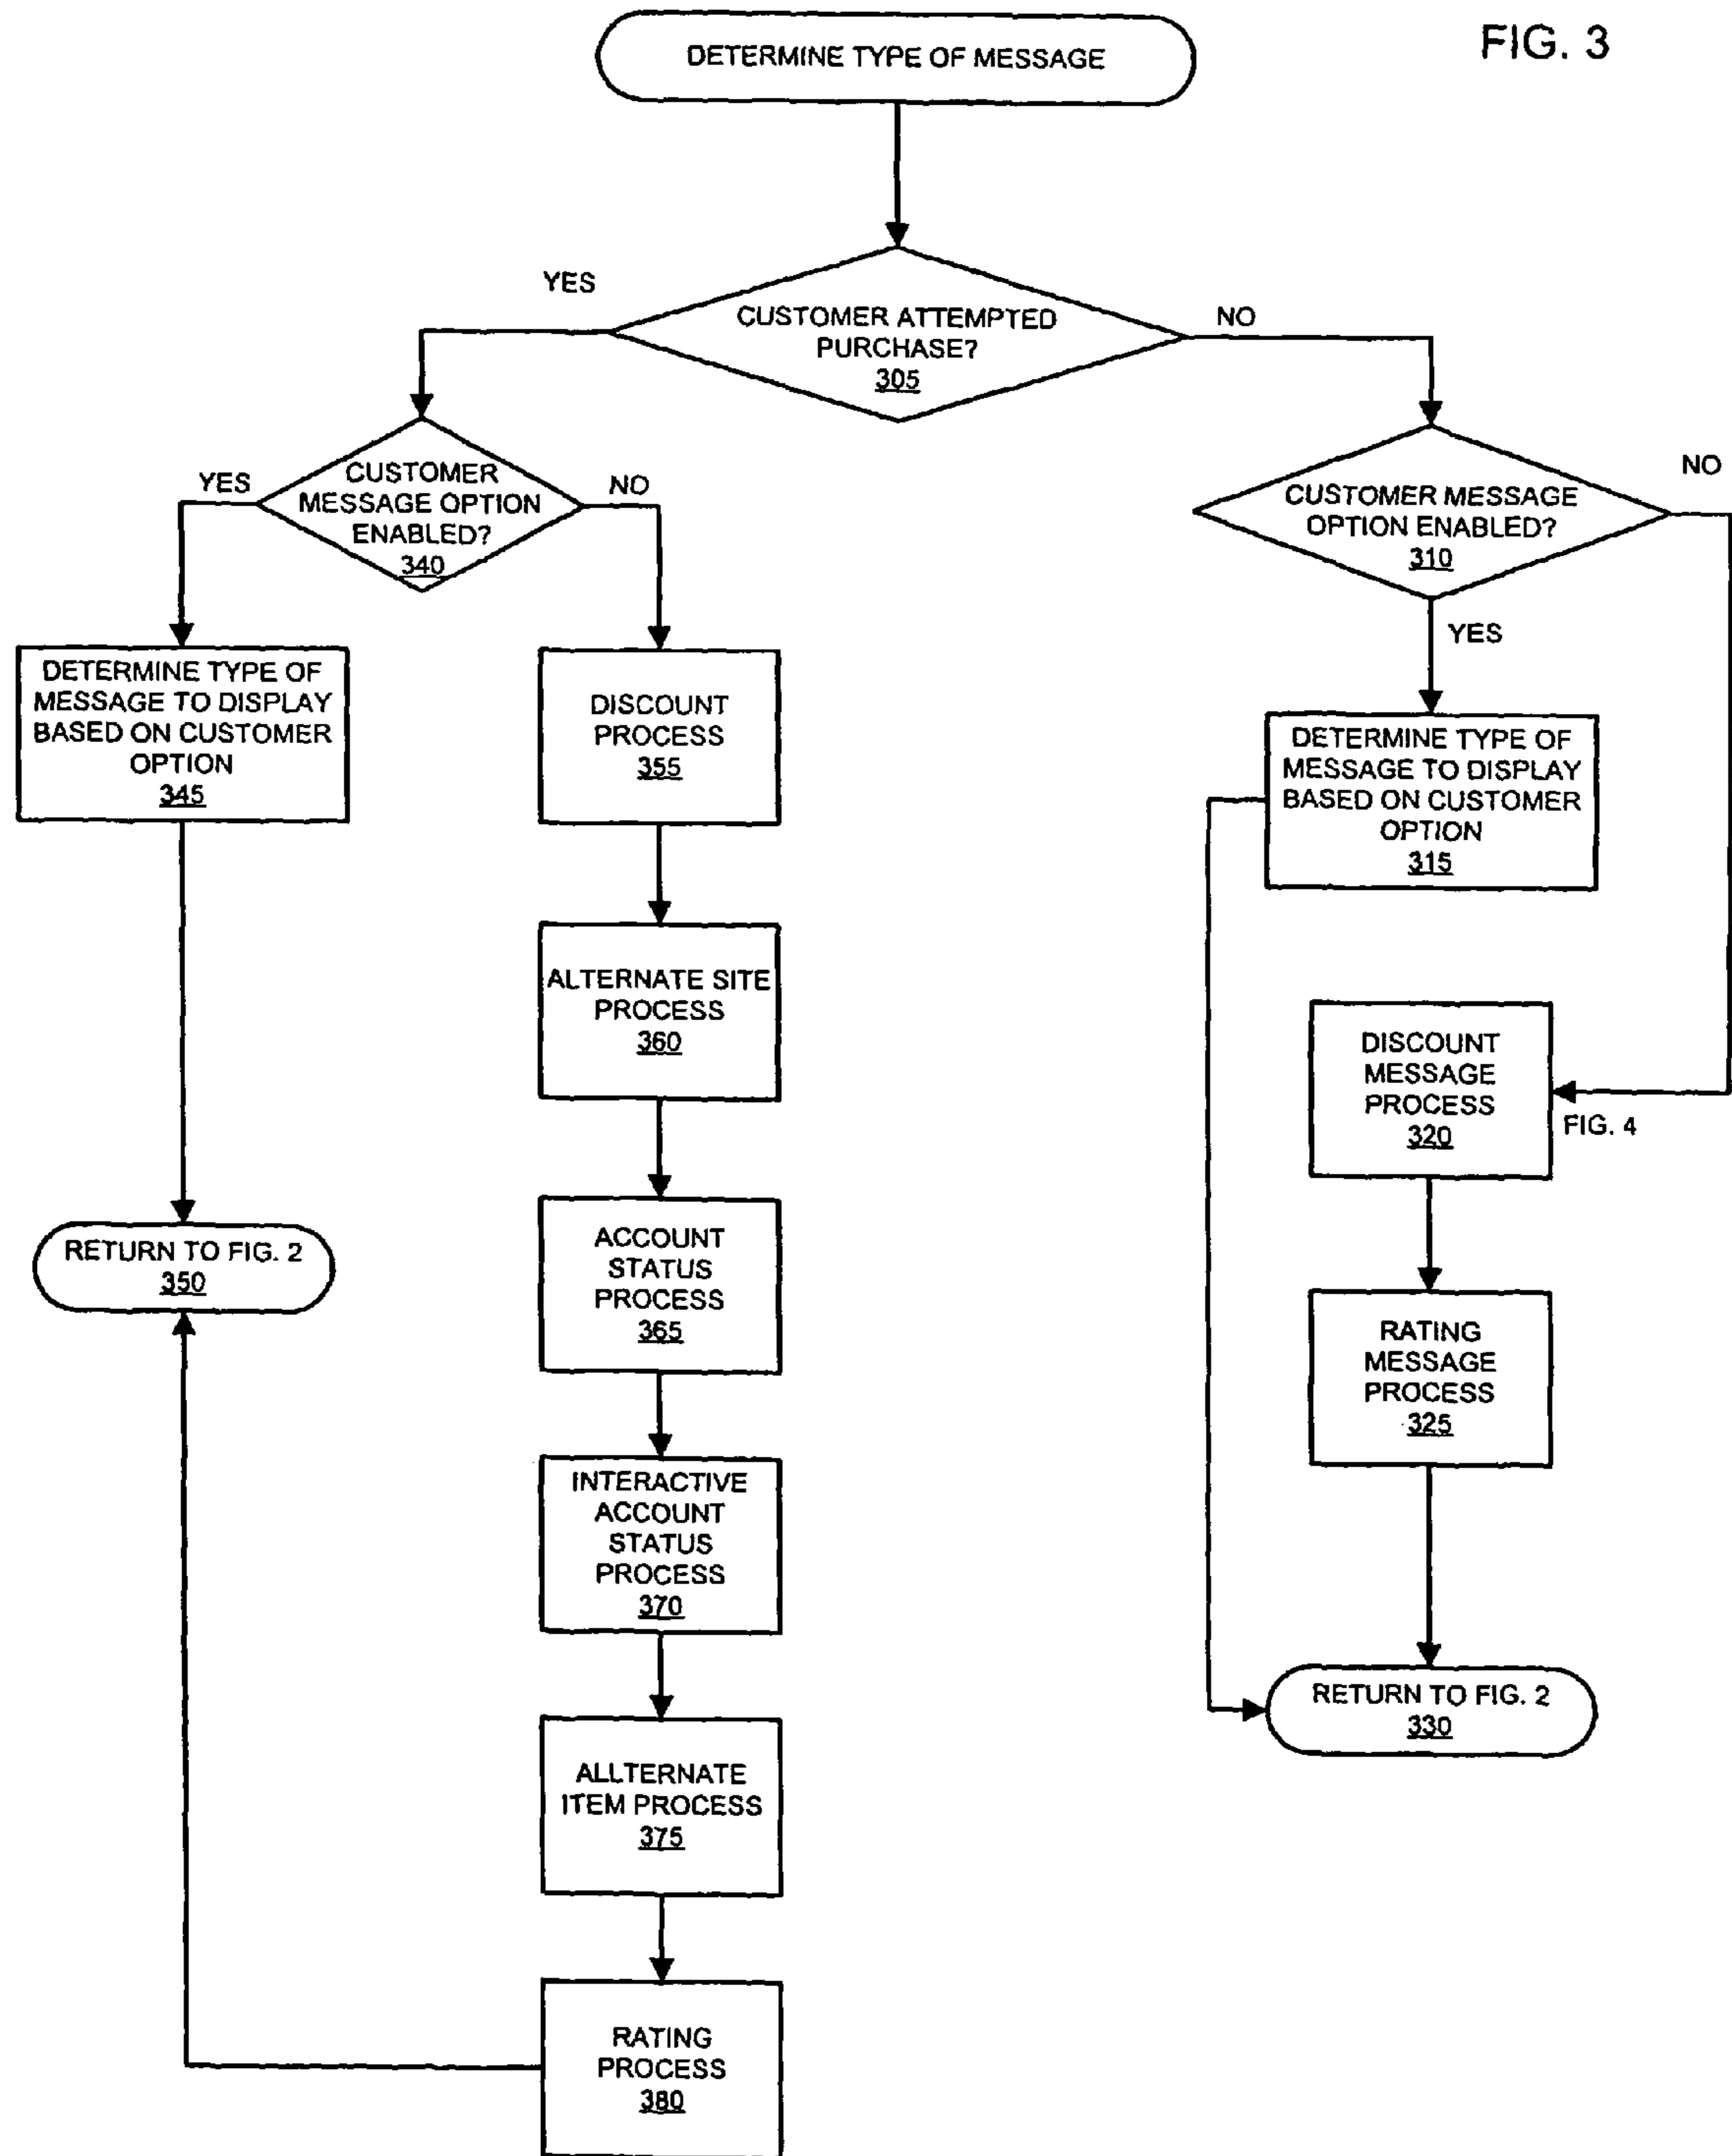 FIG. 3
DETERMINE TYPE OF MESSAGE
YES
CUSTOMER ATTEMPTED
PURCHASE?
305
NO
YES
CUSTOMER
MESSAGE OPTION
ENABLED?
340
NO
CUSTOMER MESSAGE
OPTION ENABLED?
310
NO
YES
DETERMINE TYPE OF
MESSAGE TO DISPLAY
BASED ON CUSTOMER
OPTION
345
DISCOUNT
PROCESS
355
DETERMINE TYPE OF
MESSAGE TO DISPLAY
BASED ON CUSTOMER
OPTION
315
ALTERNATE SITE
PROCESS
360
DISCOUNT
MESSAGE
PROCESS
320
FIG. 4
RETURN TO FIG. 2
350
ACCOUNT
STATUS
PROCESS
365
RATING
MESSAGE
PROCESS
325
INTERACTIVE
ACCOUNT
STATUS
PROCESS
370
RETURN TO FIG. 2
330
ALLTERNATE
ITEM PROCESS
375
RATING
PROCESS
380